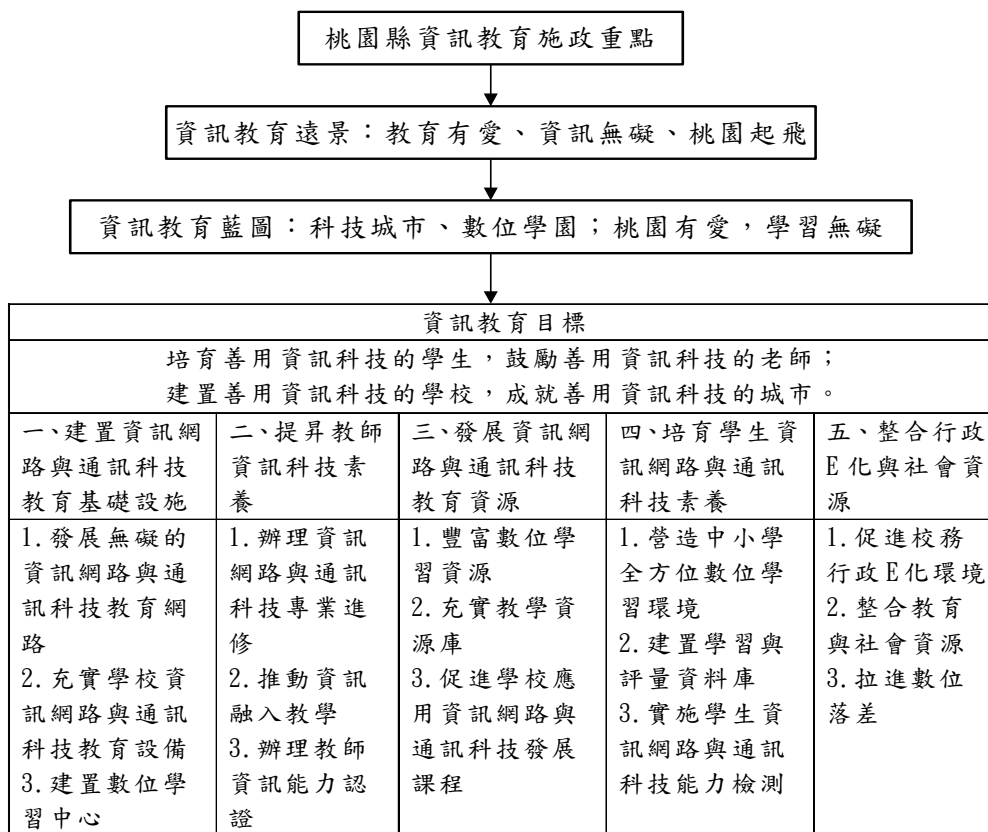 桃園縣資訊教育施政重點
資訊教育遠景：教育有愛、資訊無礙、桃園起飛
資訊教育藍圖：科技城市、數位學園；桃園有愛，學習無礙
資訊教育目標
培育善用資訊科技的學生，鼓勵善用資訊科技的老師；
建置善用資訊科技的學校，成就善用資訊科技的城市。
一、建置資訊網
路與通訊科技
教育基礎設施
二、提昇教師
資訊科技素
養
三、發展資訊網
路與通訊科技
教育資源
四、培育學生資
訊網路與通訊
科技素養
五、整合行政
E化與社會資
源
1.發展無礙的
資訊網路與通
訊科技教育網
路
2.充實學校資
訊網路與通訊
科技教育設備
3.建置數位學
習中心
1.辦理資訊
網路與通訊
科技專業進
修
2.推動資訊
融入教學
3.辦理教師
資訊能力認
證
1.豐富數位學
習資源
2.充實教學資
源庫
3.促進學校應
用資訊網路與
通訊科技發展
課程
1.營造中小學
全方位數位學
習環境
2.建置學習與
評量資料庫
3.實施學生資
訊網路與通訊
科技能力檢測
1.促進校務
行政E化環境
2.整合教育
與社會資源
3.拉進數位
落差